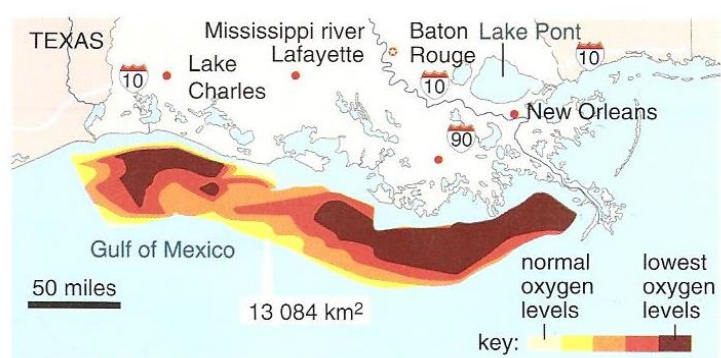 TEXAS
Mississippi river
Lafayette
Baton
Rouge
Lake Pont
Lake
Charles
10
10
10
New Orleans
90
Gulf of Mexico
50 miles
13 084 km²
normal
oxygen
levels
lowest
oxygen
levels
key: